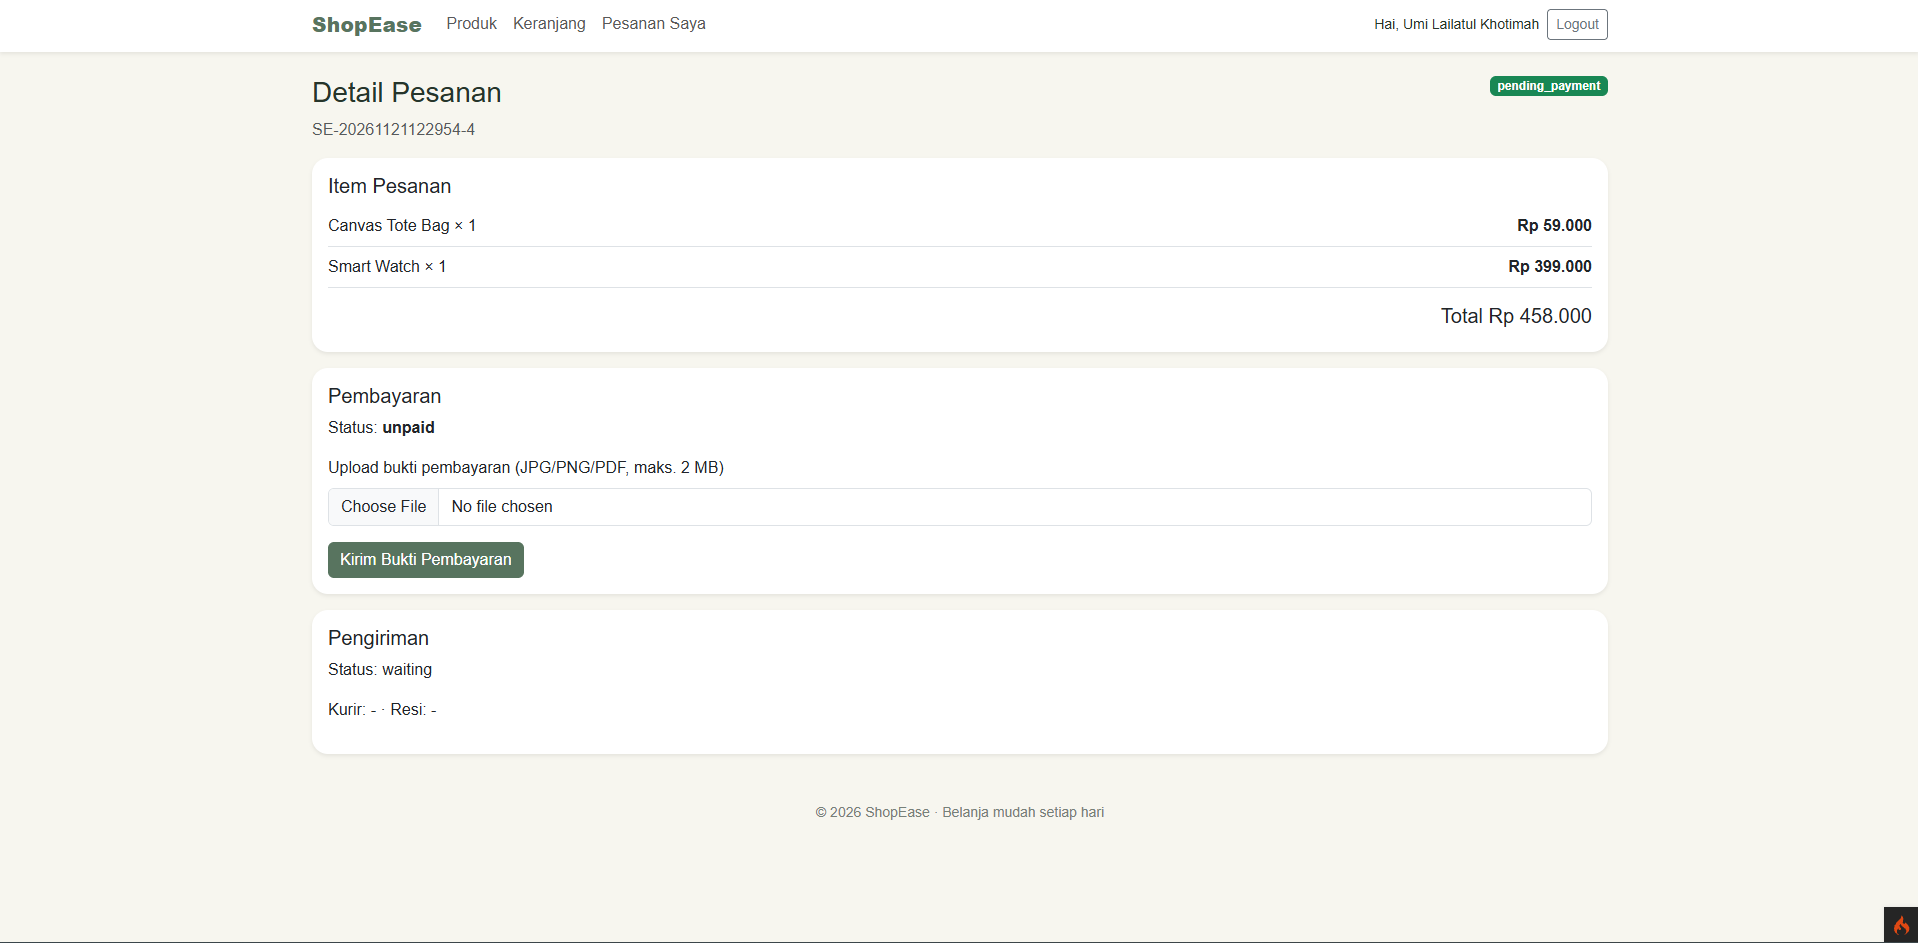 ShopEase Produk Keranjang Pesanan Saya Hai, Umi Lailatul Khotimah Logout
Detail Pesanan pending_payment
SE-20261121122954-4
Item Pesanan
Canvas Tote Bag × 1 Rp 59.000
Smart Watch × 1 Rp 399.000
Total Rp 458.000
Pembayaran
Status: unpaid
Upload bukti pembayaran (JPG/PNG/PDF, maks. 2 MB)
Choose File No file chosen
Kirim Bukti Pembayaran
Pengiriman
Status: waiting
Kurir: - · Resi: -
© 2026 ShopEase · Belanja mudah setiap hari